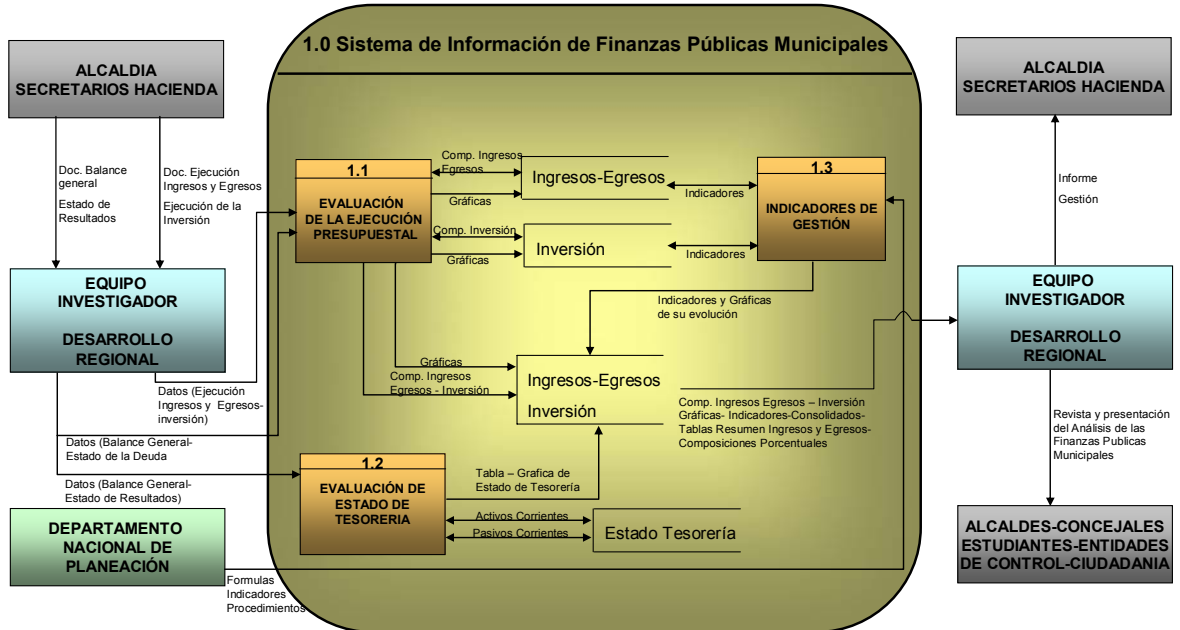 1.0 Sistema de Información de Finanzas Públicas Municipales
ALCALDIA
SECRETARIOS HACIENDA
Doc. Balance
general
Estado de
Resultados
Doc. Ejecución
Ingresos y Egresos
Ejecución de la
Inversión
EQUIPO
INVESTIGADOR
DESARROLLO
REGIONAL
Datos (Ejecución
Ingresos y Egresos-
inversión)
Datos (Balance General-
Estado de la Deuda
Datos (Balance General-
Estado de Resultados)
DEPARTAMENTO
NACIONAL DE
PLANEACIÓN
Formulas
Indicadores
Procedimientos
1.1
EVALUACIÓN
DE LA EJECUCIÓN
PRESUPUESTAL
Comp. Ingresos
Egresos
Gráficas
Comp. Inversión
Gráficas
Ingresos-Egresos
Inversión
Indicadores
Indicadores
1.3
INDICADORES DE
GESTIÓN
Indicadores y Gráficas
de su evolución
Gráficas
Comp. Ingresos
Egresos - Inversión
Ingresos-Egresos
Inversión
Comp. Ingresos Egresos – Inversión
Gráficas- Indicadores-Consolidados-
Tablas Resumen Ingresos y Egresos-
Composiciones Porcentuales
1.2
EVALUACIÓN DE
ESTADO DE
TESORERIA
Tabla – Grafica de
Estado de Tesorería
Activos Corrientes
Pasivos Corrientes
Estado Tesorería
ALCALDIA
SECRETARIOS HACIENDA
Informe
Gestión
EQUIPO
INVESTIGADOR
DESARROLLO
REGIONAL
Revista y presentación
del Análisis de las
Finanzas Publicas
Municipales
ALCALDES-CONCEJALES
ESTUDIANTES-ENTIDADES
DE CONTROL-CIUDADANIA